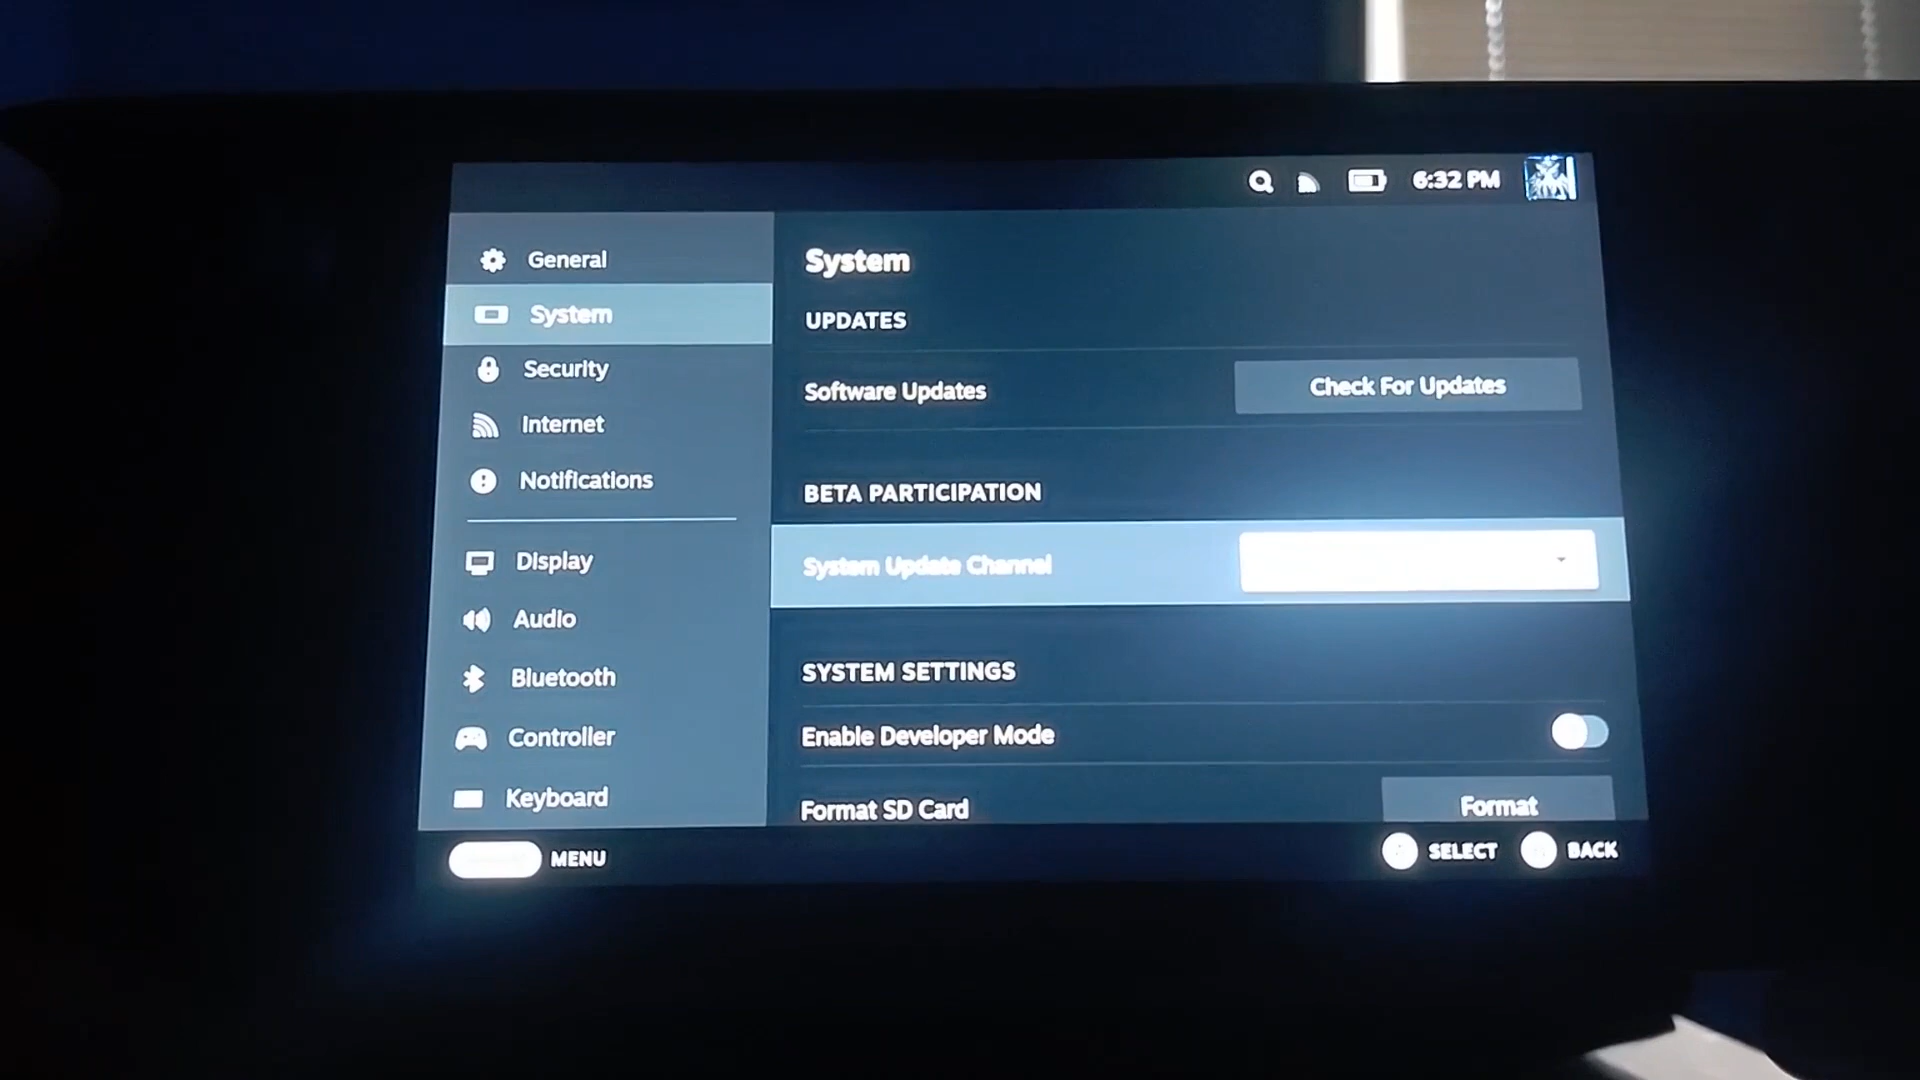 6:32 PM
General
System
Security
Internet
Notifications
Display
Audio
Bluetooth
Controller
Keyboard
System
UPDATES
Software Updates
Check For Updates
BETA PARTICIPATION
System Update Channel
SYSTEM SETTINGS
Enable Developer Mode
Format SD Card
Format
MENU
SELECT
BACK